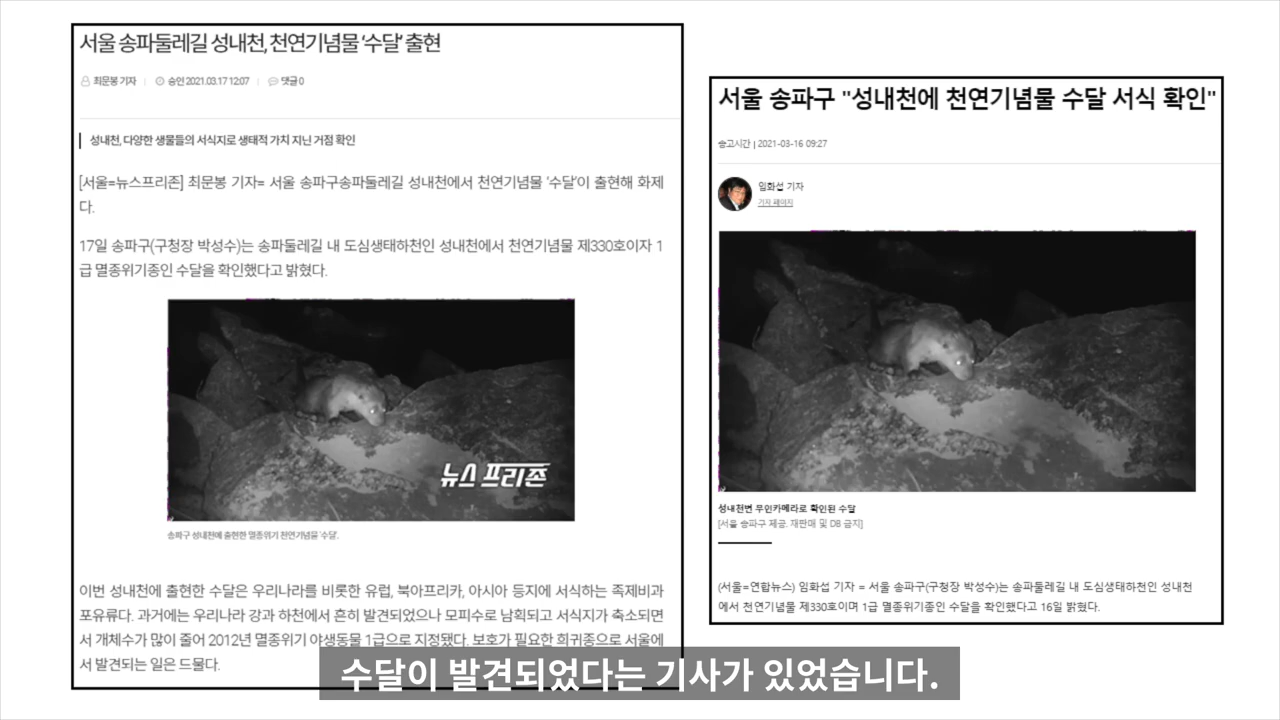 서울 송파둘레길 성내천, 천연기념물 '수달' 출현
최문봉 기자 | 승인 2021.03.17 12:07 | 댓글 0
성내천, 다양한 생물들의 서식지로 생태적 가치 지닌 거점 확인
[서울=뉴스프리존] 최문봉 기자= 서울 송파구송파둘레길 성내천에서 천연기념물 '수달'이 출현해 화제
다.
17일 송파구(구청장 박성수)는 송파둘레길 내 도심생태하천인 성내천에서 천연기념물 제330호이자 1
급 멸종위기종인 수달을 확인했다고 밝혔다.
뉴스 프리존
송파구 성내천에 출현한 멸종위기 천연기념물 '수달'.
이번 성내천에 출현한 수달은 우리나라를 비롯한 유럽, 북아프리카, 아시아 등지에 서식하는 족제비과
포유류다. 과거에는 우리나라 강과 하천에서 흔히 발견되었으나 모피수로 남획되고 서식지가 축소되면
서 개체수가 많이 줄어 2012년 멸종위기 야생동물 1급으로 지정됐다. 보호가 필요한 희귀종으로 서울에
서 발견되는 일은 드물다.
서울 송파구 "성내천에 천연기념물 수달 서식 확인"
송고시간 | 2021-03-16 09:27
임화섭 기자
기자 페이지
성내천변 무인카메라로 확인된 수달
[서울 송파구 제공. 재판매 및 DB 금지]
(서울=연합뉴스) 임화섭 기자 = 서울 송파구(구청장 박성수)는 송파둘레길 내 도심생태하천인 성내천
에서 천연기념물 제330호이며 1급 멸종위기종인 수달을 확인했다고 16일 밝혔다.
수달이 발견되었다는 기사가 있었습니다.